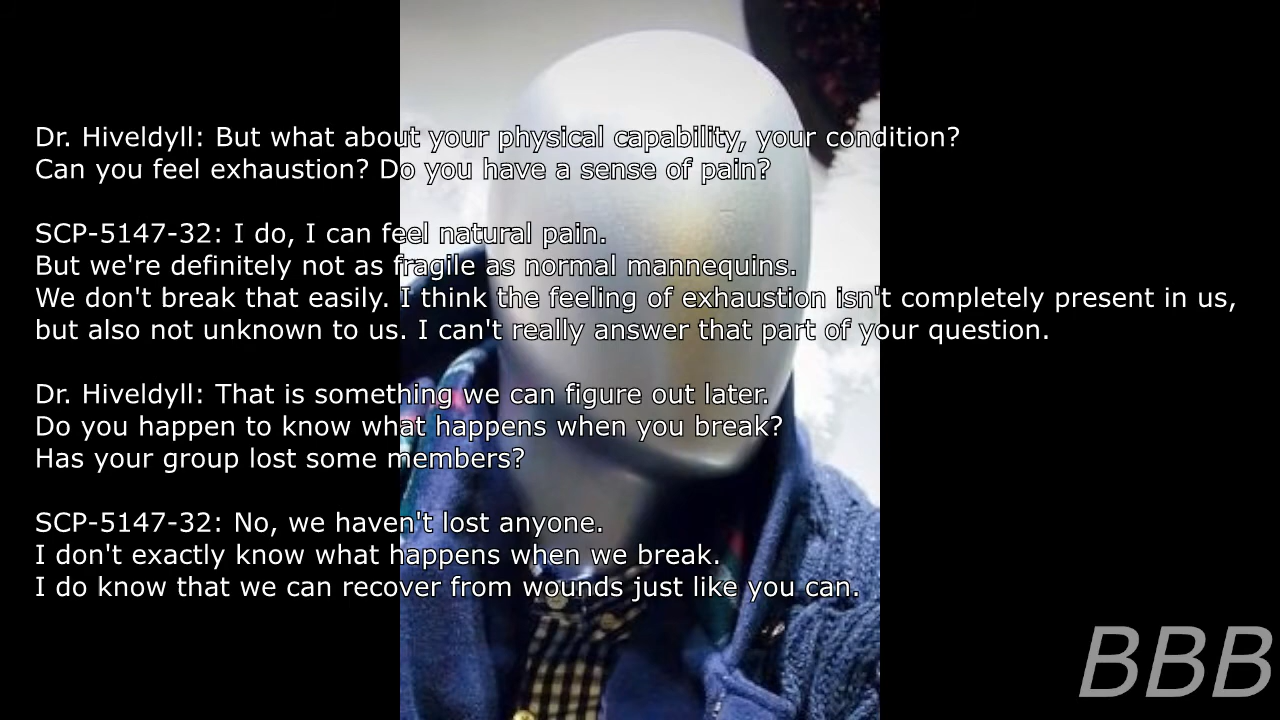 Dr. Hiveldyll: But what about your physical capability, your condition?
Can you feel exhaustion? Do you have a sense of pain?
SCP-5147-32: I do, I can feel natural pain.
But we're definitely not as fragile as normal mannequins.
We don't break that easily. I think the feeling of exhaustion isn't completely present in us,
but also not unknown to us. I can't really answer that part of your question.
Dr. Hiveldyll: That is something we can figure out later.
Do you happen to know what happens when you break?
Has your group lost some members?
SCP-5147-32: No, we haven't lost anyone.
I don't exactly know what happens when we break.
I do know that we can recover from wounds just like you can.
BBB